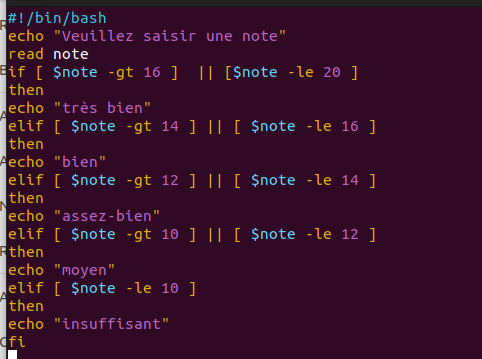 #!/bin/bash
echo "Veuillez saisir une note"
read note
if [ $note -gt 16 ]  || [$note -le 20 ]
then
echo "très bien"
elif [ $note -gt 14 ] || [ $note -le 16 ]
then
echo "bien"
elif [ $note -gt 12 ] || [ $note -le 14 ]
then
echo "assez-bien"
elif [ $note -gt 10 ] || [ $note -le 12 ]
then
echo "moyen"
elif [ $note -le 10 ]
then
echo "insuffisant"
fi